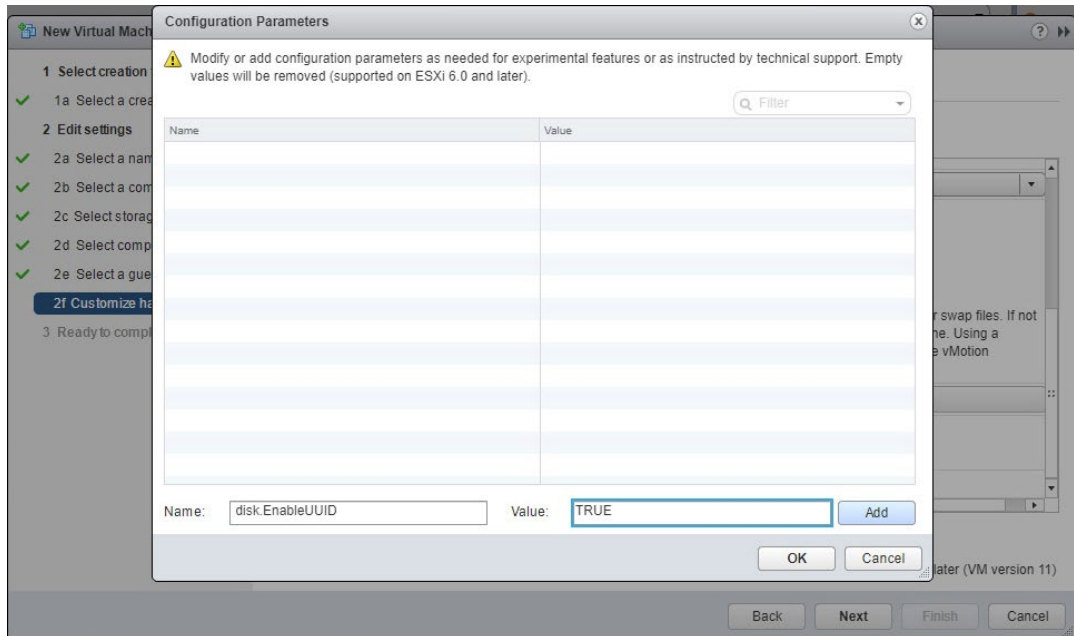 Configuration Parameters
New Virtual Mach
Modify or add configuration parameters as needed for experimental features or as instructed by technical support. Empty
values will be removed (supported on ESXi 6.0 and later).
Filter
Name Value
1 Select creation
1a Select a crea
2 Edit settings
2a Select a nam
2b Select a com
2c Select storag
2d Select comp
2e Select a gue
2f Customize ha
3 Ready to compl
r swap files. If not
ne. Using a
e vMotion
Name: disk.EnableUUID Value: TRUE Add
OK Cancel
later (VM version 11)
Back Next Finish Cancel